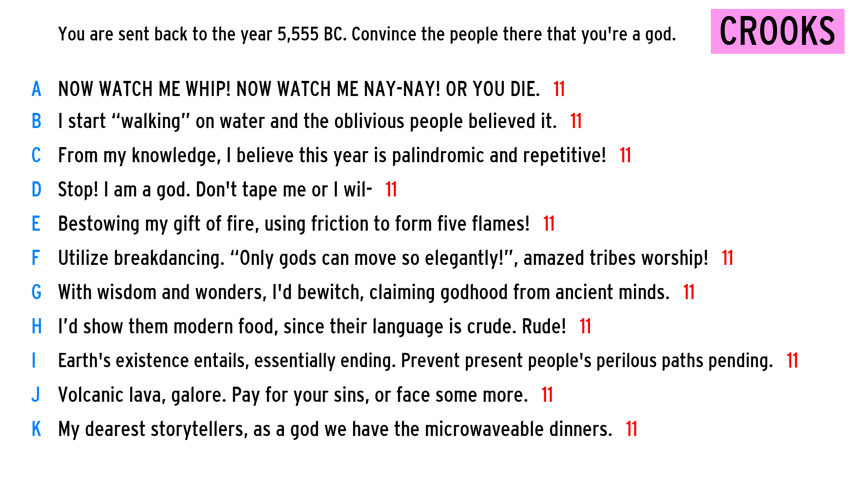 You are sent back to the year 5,555 BC. Convince the people there that you're a god.
CROOKS
A NOW WATCH ME WHIP! NOW WATCH ME NAY-NAY! OR YOU DIE. 11
B I start “walking” on water and the oblivious people believed it. 11
C From my knowledge, I believe this year is palindromic and repetitive! 11
D Stop! I am a god. Don't tape me or I wil- 11
E Bestowing my gift of fire, using friction to form five flames! 11
F Utilize breakdancing. “Only gods can move so elegantly!”, amazed tribes worship! 11
G With wisdom and wonders, I'd bewitch, claiming godhood from ancient minds. 11
H I’d show them modern food, since their language is crude. Rude! 11
I Earth's existence entails, essentially ending. Prevent present people's perilous paths pending. 11
J Volcanic lava, galore. Pay for your sins, or face some more. 11
K My dearest storytellers, as a god we have the microwaveable dinners. 11